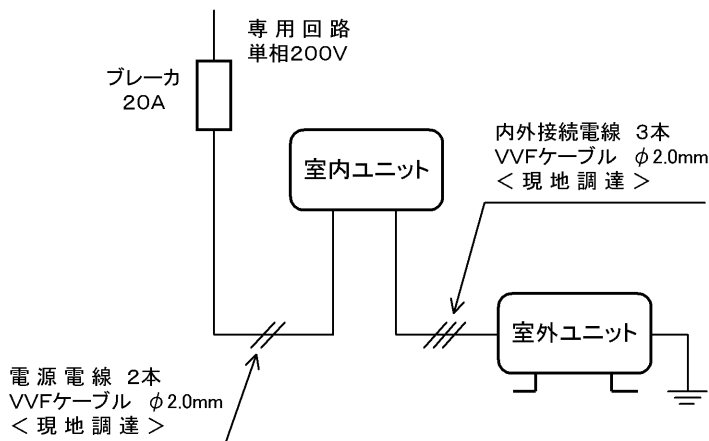 専用回路
単相200V
ブレーカ
20A
内外接続電線 3本
VVFケーブル φ2.0mm
<現地調達>
室内ユニット
室外ユニット
電源電線 2本
VVFケーブル φ2.0mm
<現地調達>